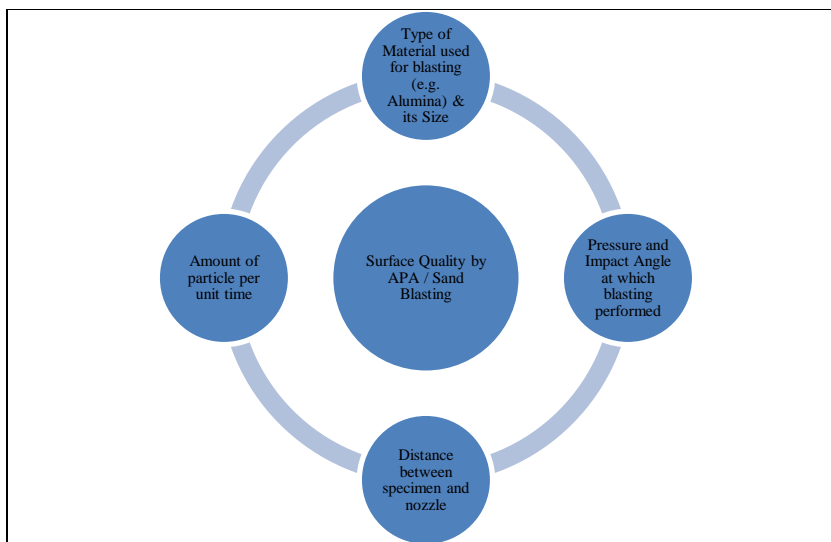 Type of
Material used
for blasting
(e.g.
Alumina) &
its Size
Amount of
particle per
unit time
Surface Quality by
APA / Sand
Blasting
Pressure and
Impact Angle
at which
blasting
performed
Distance
between
specimen and
nozzle